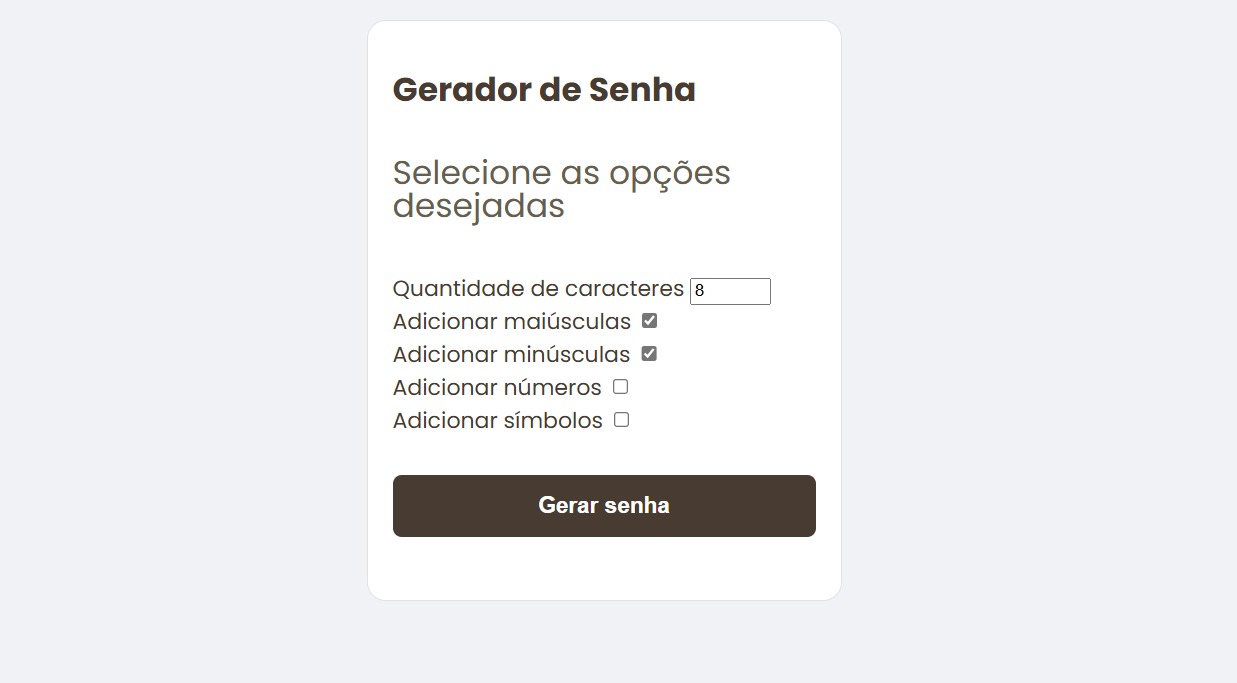 Gerador de Senha
Selecione as opções
desejadas
Quantidade de caracteres 8
Adicionar maiúsculas
Adicionar minúsculas
Adicionar números
Adicionar símbolos
Gerar senha